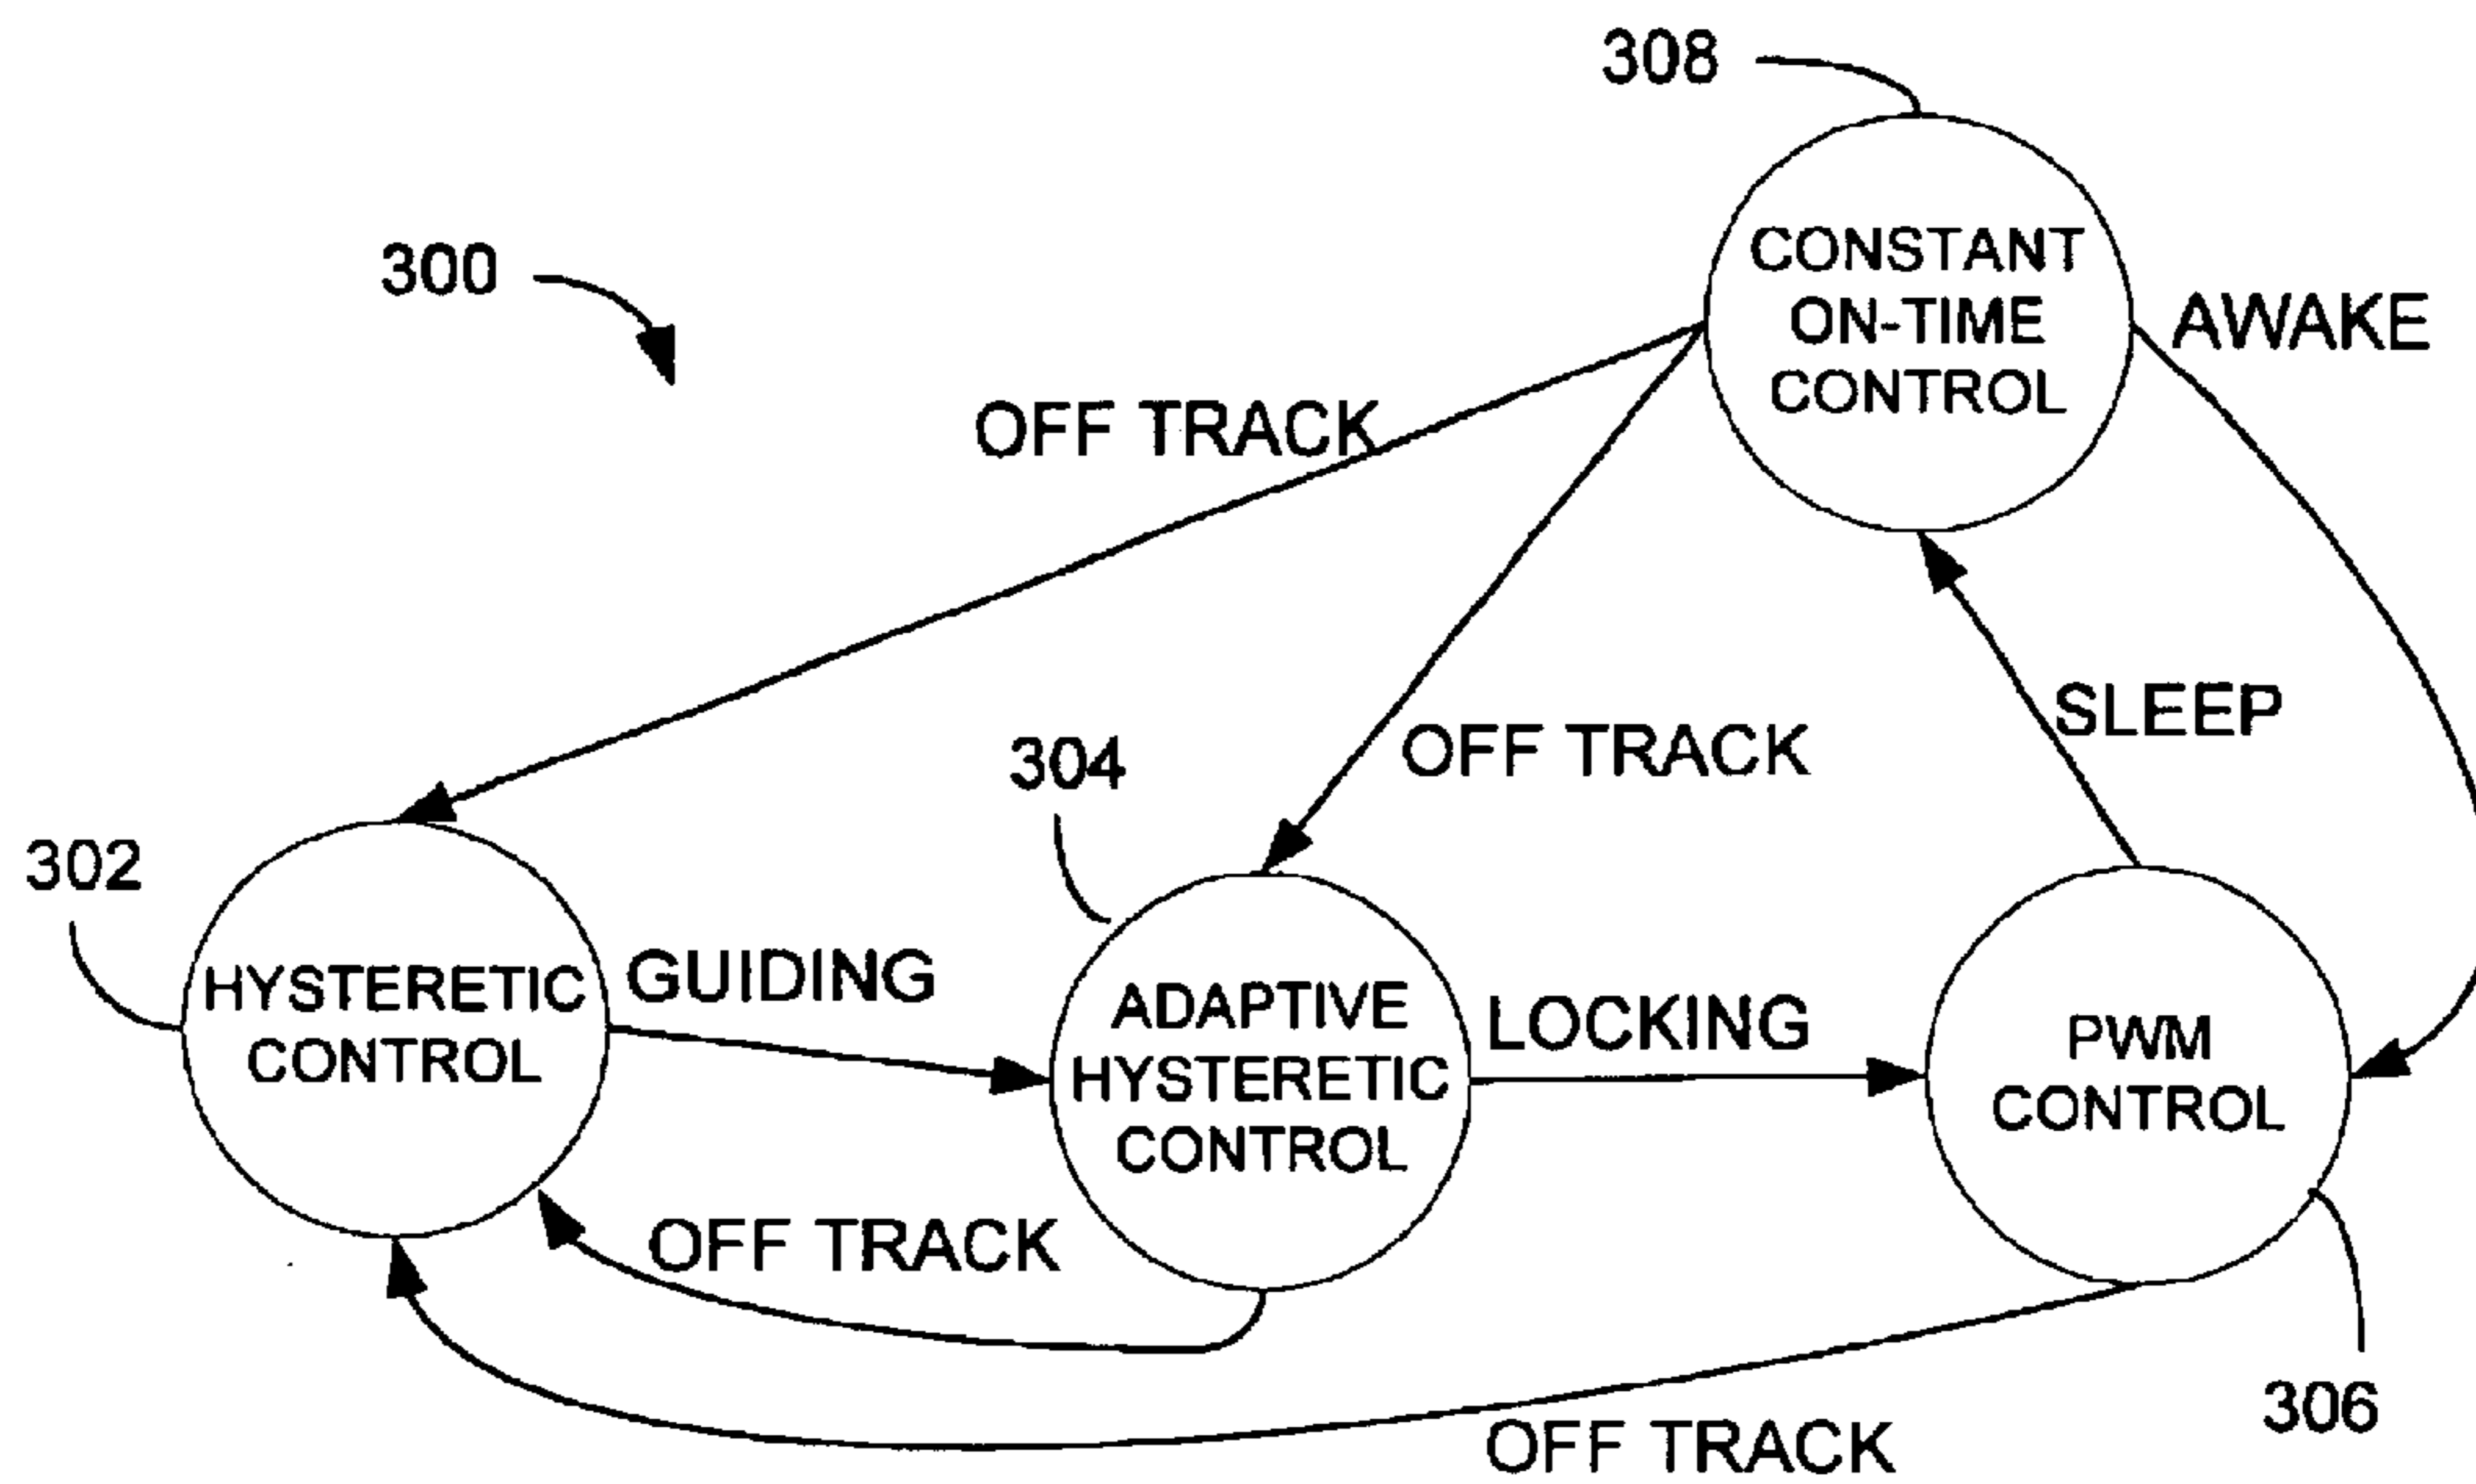 308
300
CONSTANT
ON-TIME
CONTROL
AWAKE
OFF TRACK
SLEEP
OFF TRACK
304
302
HYSTERETIC
CONTROL
GUIDING
ADAPTIVE
HYSTERETIC
CONTROL
LOCKING
PWM
CONTROL
OFF TRACK
306
OFF TRACK